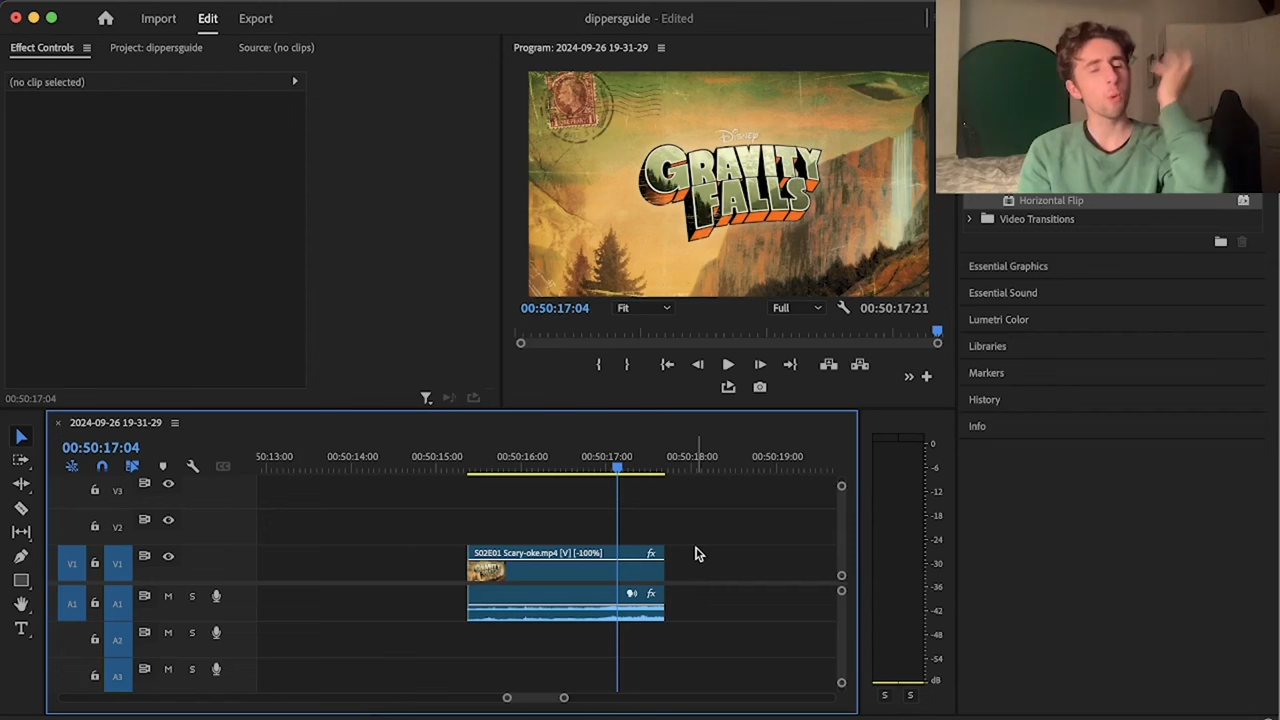 Import
Edit
Export
dippersguide - Edited
Effect Controls
Project: dippersguide
Source: (no clips)
Program: 2024-09-26 19-31-29
(no clip selected)
DISNEY
GRAVITY
FALLS
Horizontal Flip
Video Transitions
Essential Graphics
Essential Sound
Lumetri Color
Libraries
Markers
History
Info
00:50:17:04
Fit
Full
00:50:17:21
00:50:17:04
2024-09-26 19-31-29
00:50:17:04
50:13:00
00:50:14:00
00:50:15:00
00:50:16:00
00:50:17:00
00:50:18:00
00:50:19:00
V3
V2
V1
V1
S02E01 Scary-oke.mp4 [V] [-100%]
fx
A1
A1
M
S
fx
A2
M
S
A3
M
S
0
-6
-12
-18
-24
-30
-36
-42
-48
-54
dB
S
S